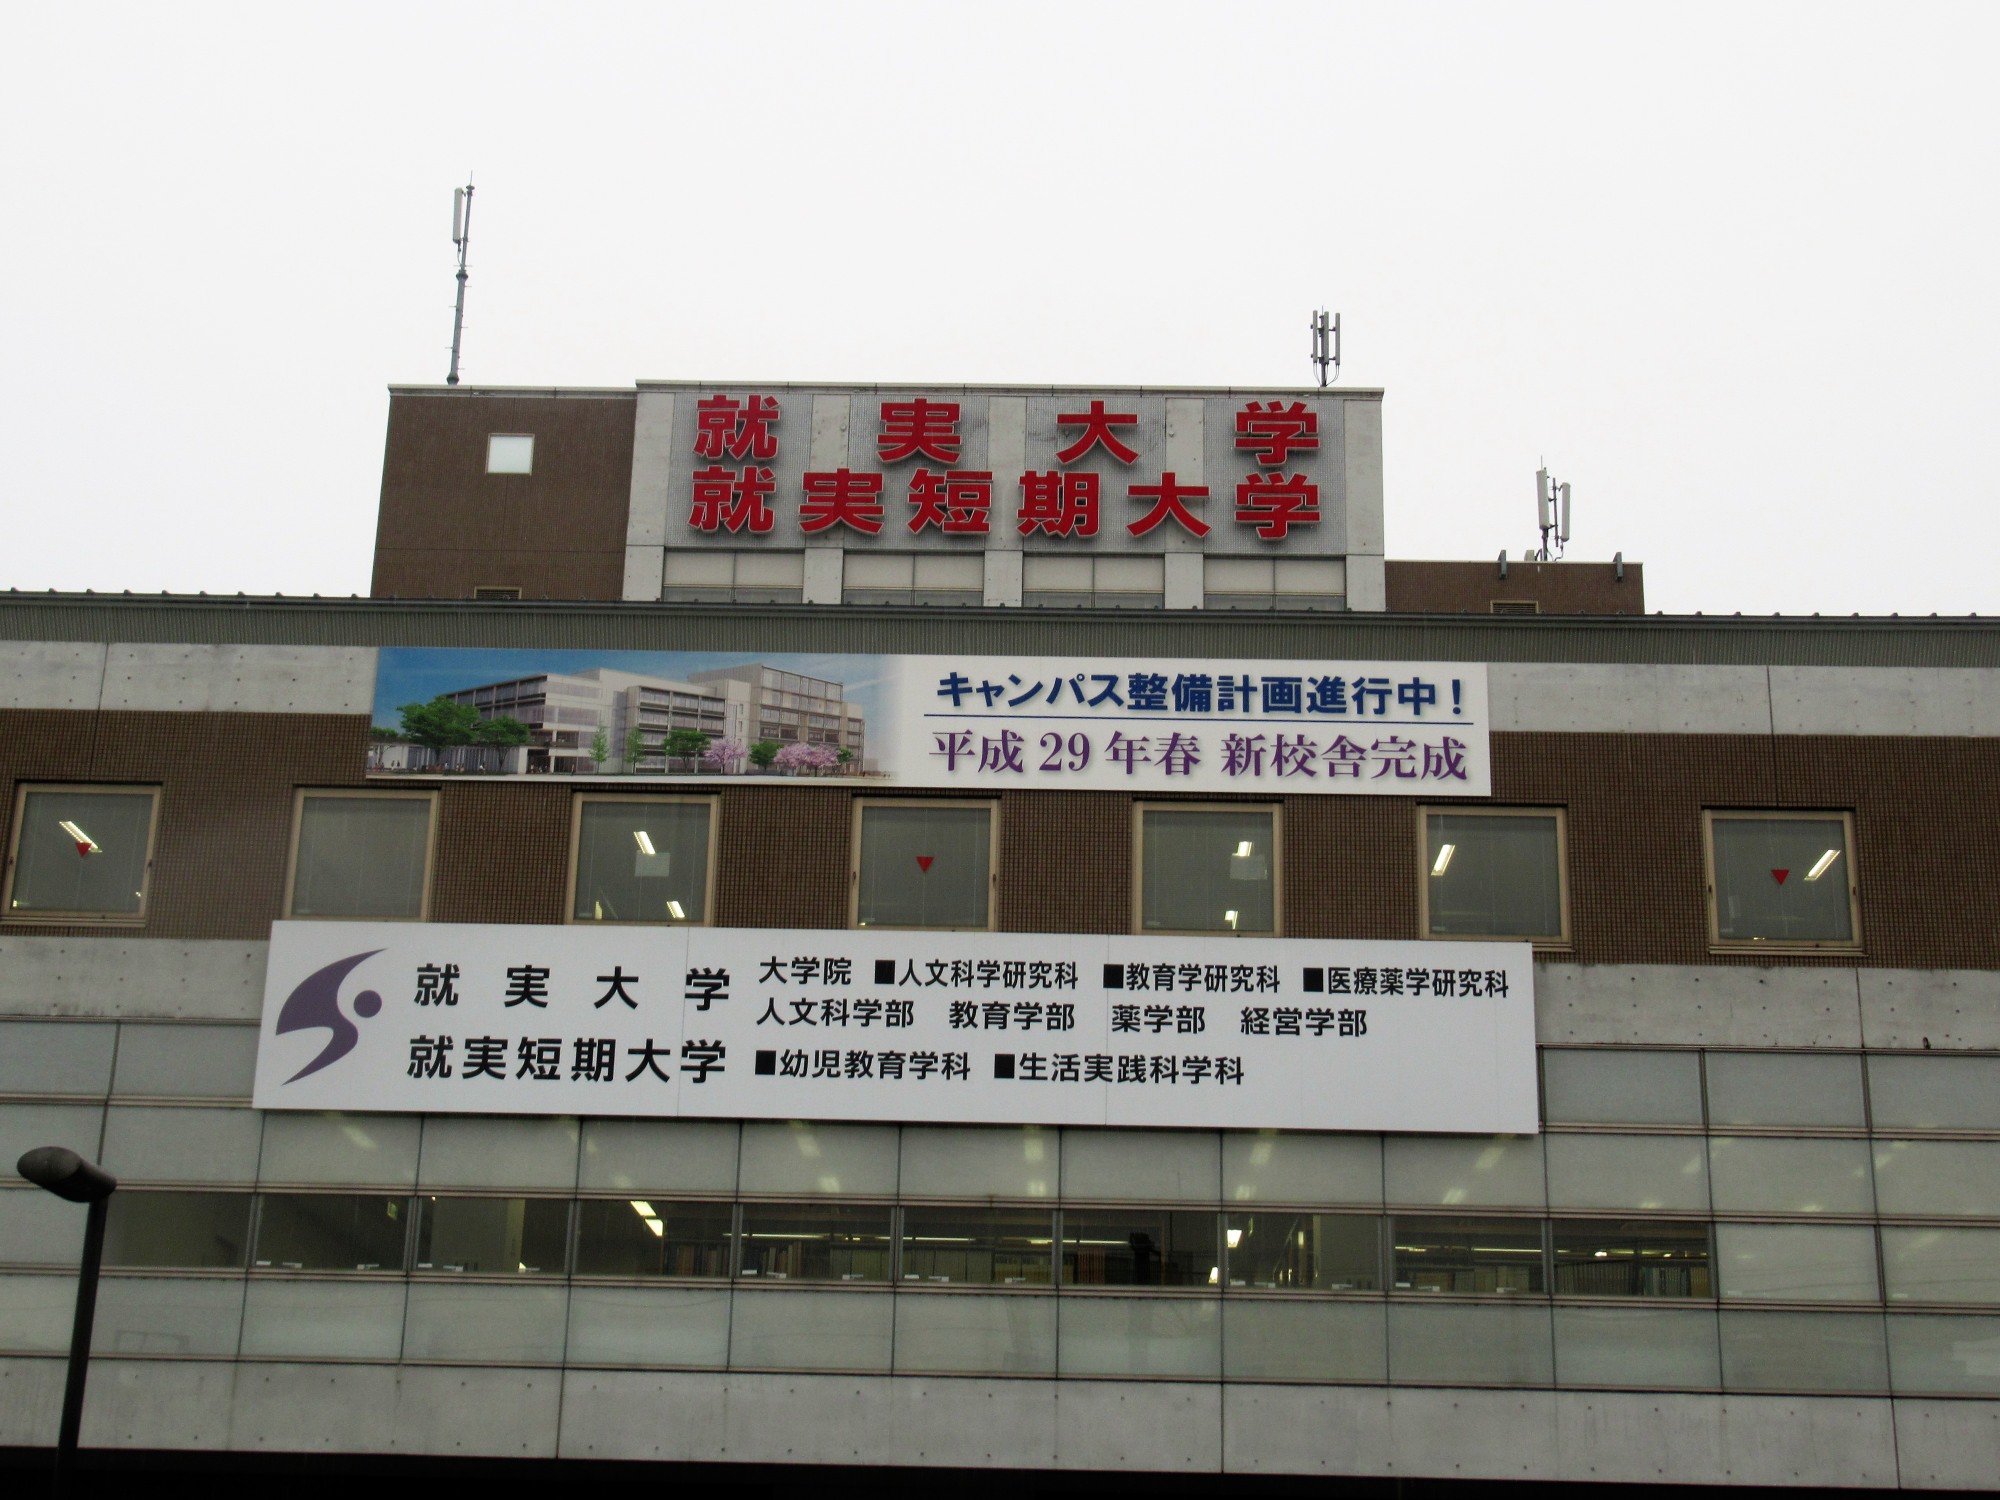 就実大学
就実短期大学
キャンパス整備計画進行中！
平成29年春 新校舎完成
就実大学
大学院 ■人文科学研究科 ■教育学研究科 ■医療薬学研究科
人文科学部 教育学部 薬学部 経営学部
就実短期大学 ■幼児教育学科 ■生活実践科学科